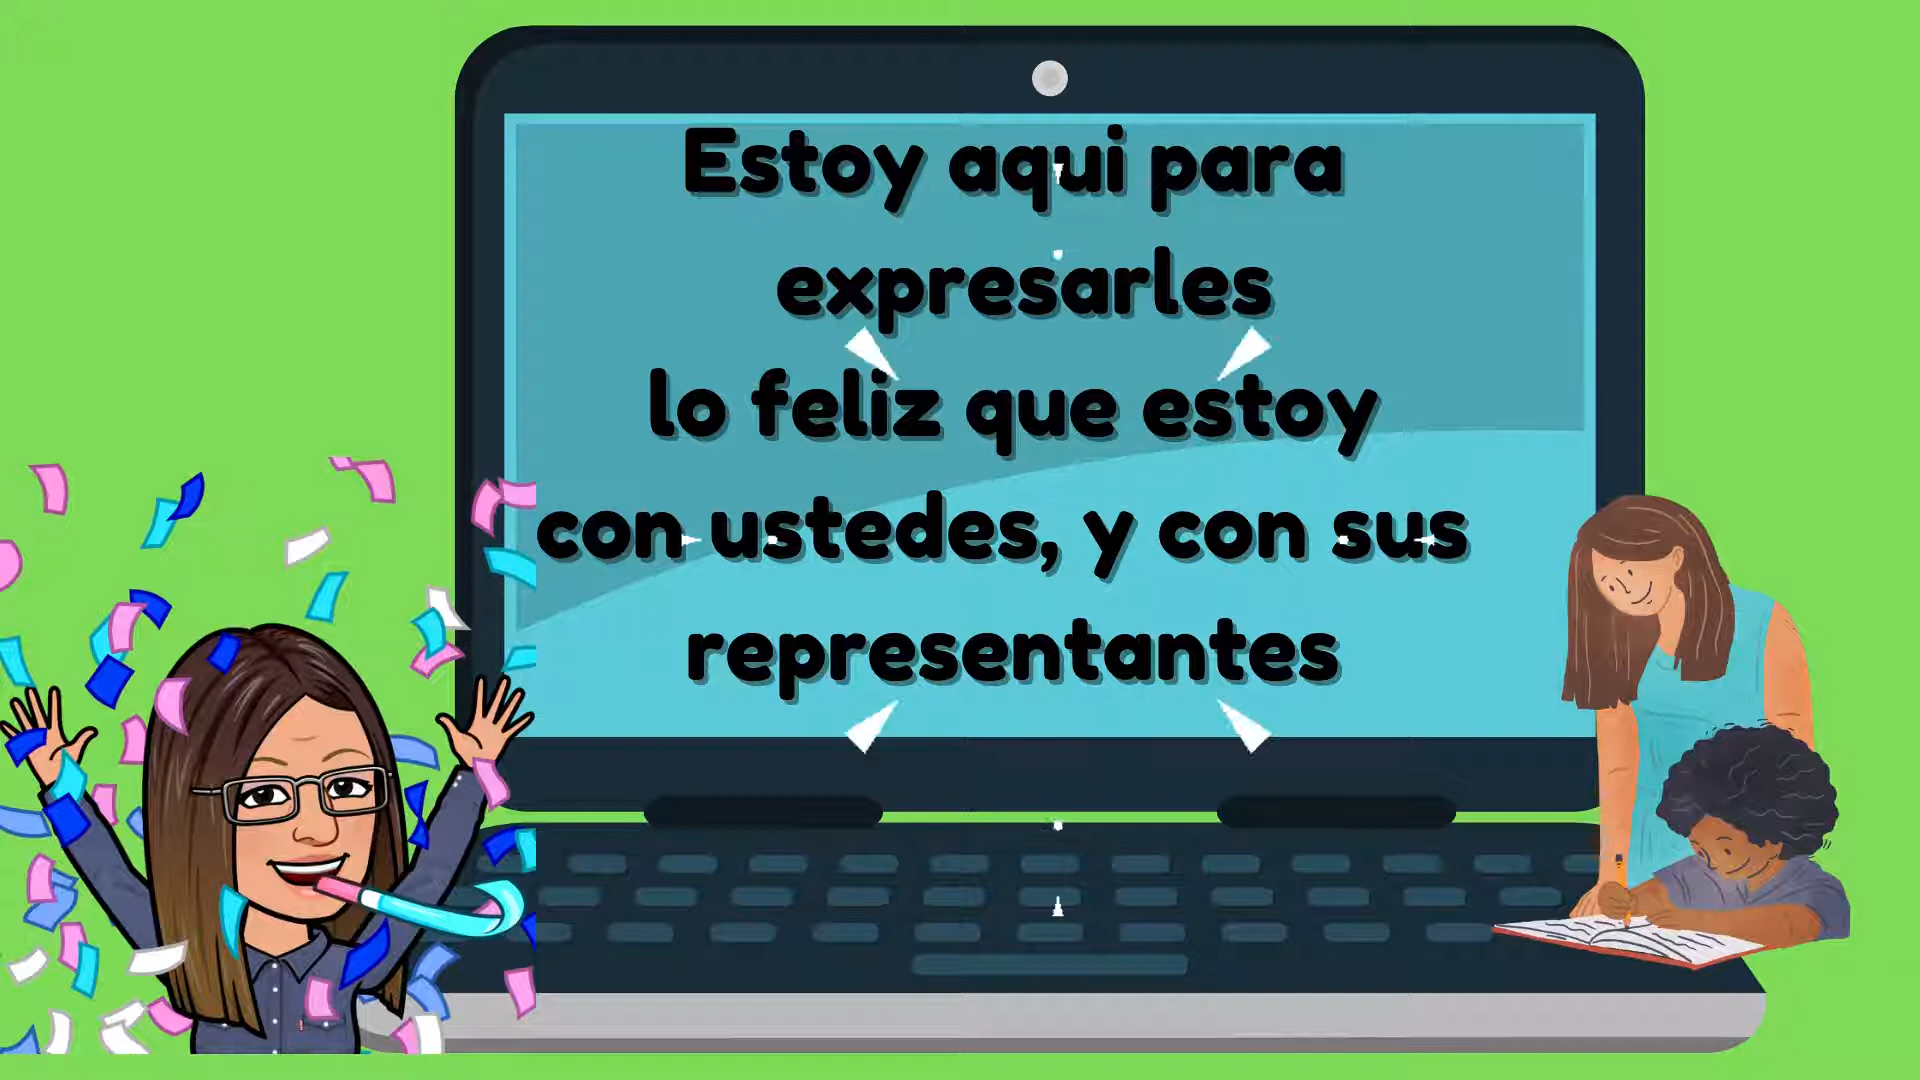 Estoy aqui para
expresarles
lo feliz que estoy
con ustedes, y con sus
representantes